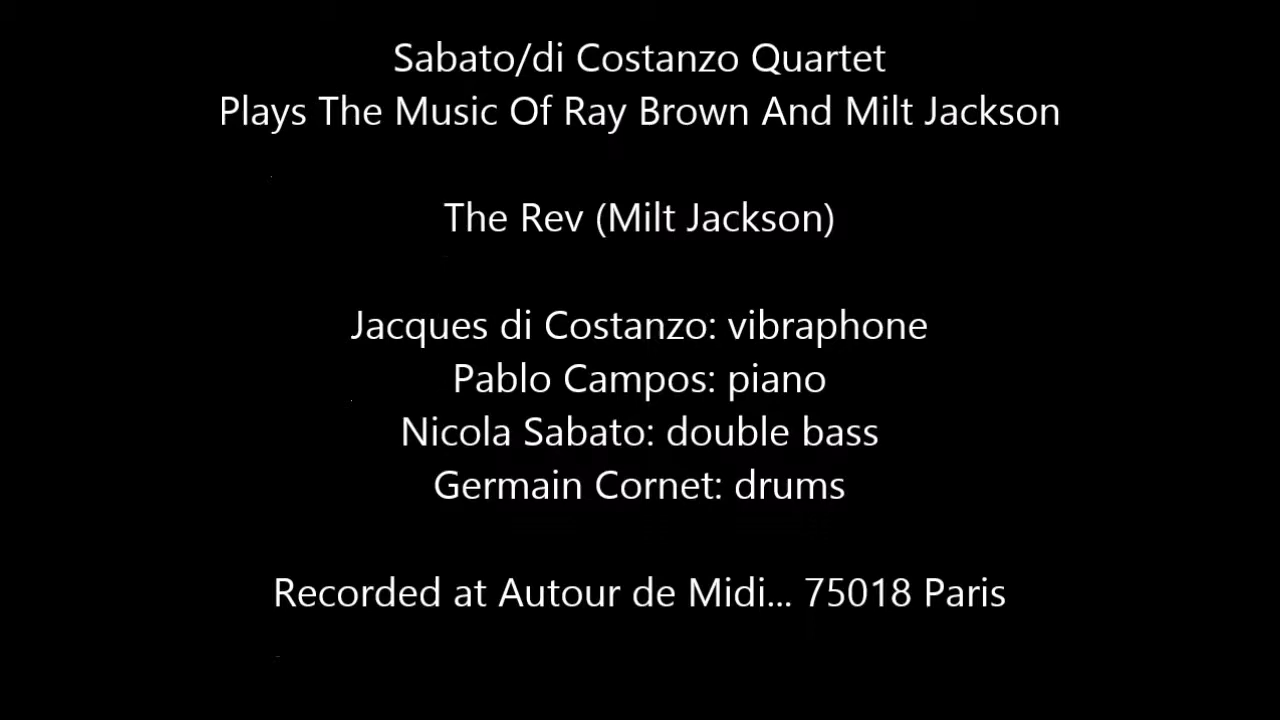 Sabato/di Costanzo Quartet
Plays The Music Of Ray Brown And Milt Jackson
The Rev (Milt Jackson)
Jacques di Costanzo: vibraphone
Pablo Campos: piano
Nicola Sabato: double bass
Germain Cornet: drums
Recorded at Autour de Midi... 75018 Paris